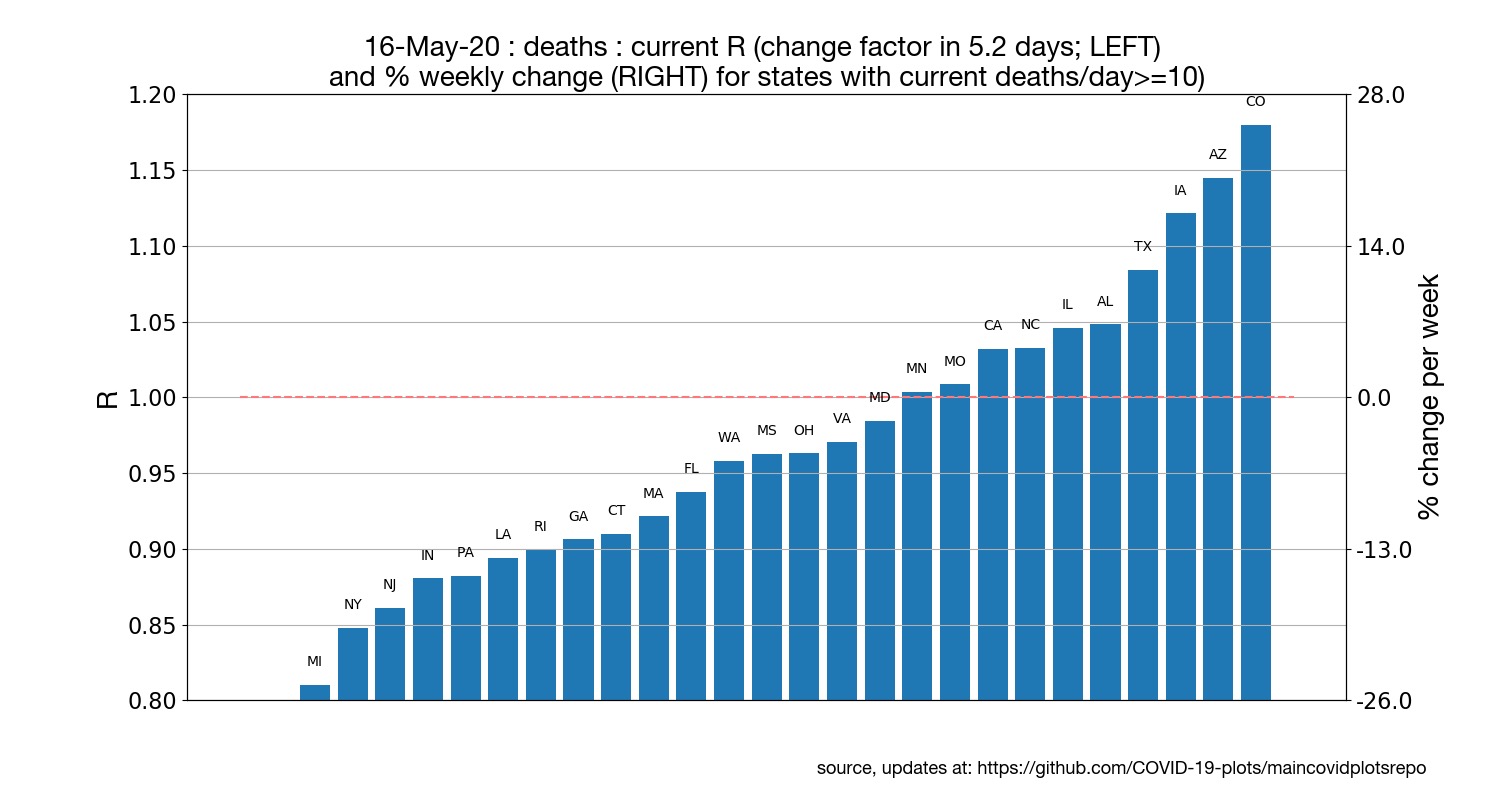 16-May-20 : deaths : current R (change factor in 5.2 days; LEFT)
and % weekly change (RIGHT) for states with current deaths/day>=10)
1.20
1.15
1.10
1.05
1.00
0.95
0.90
0.85
0.80
R
MI
NY
NJ
IN
PA
LA
RI
GA
CT
MA
FL
WA
MS
OH
VA
MD
MN
MO
CA
NC
IL
AL
TX
IA
AZ
CO
28.0
14.0
0.0
-13.0
-26.0
% change per week
source, updates at: https://github.com/COVID-19-plots/maincovidplotsrepo